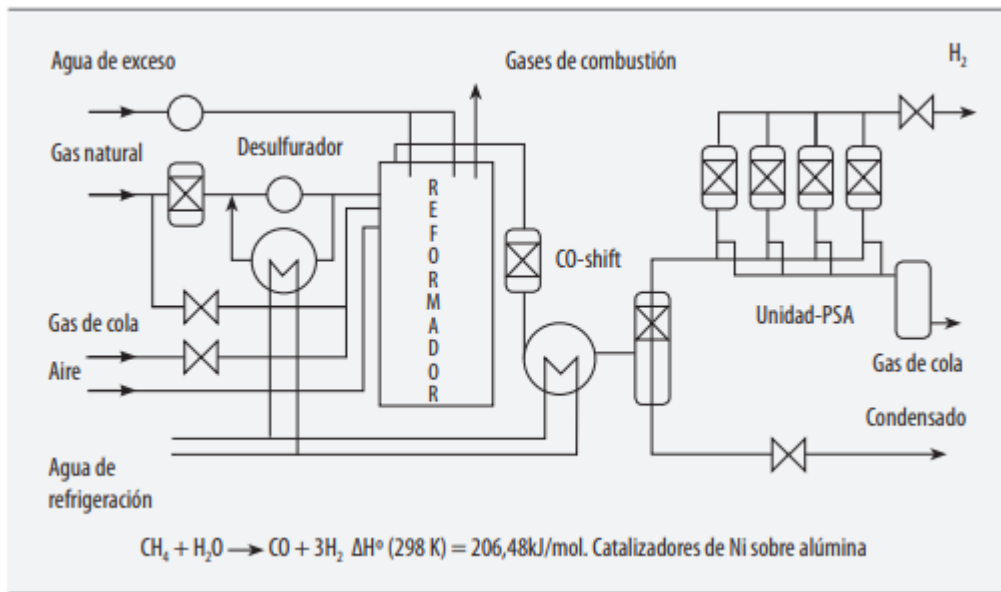 Agua de exceso
Gases de combustión
H₂
Gas natural
Desulfurador
REFORMADOR
CO-shift
Unidad-PSA
Gas de cola
Aire
Gas de cola
Condensado
Agua de
refrigeración
CH₄ + H₂O ⟶ CO + 3H₂ ΔHº (298 K) = 206,48kJ/mol. Catalizadores de Ni sobre alúmina